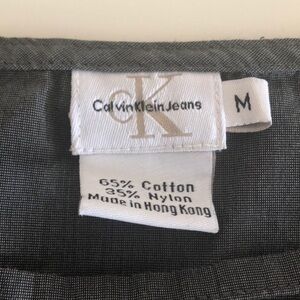 cK
Calvin Klein Jeans
M
65% Cotton
35% Nylon
Made in Hong Kong